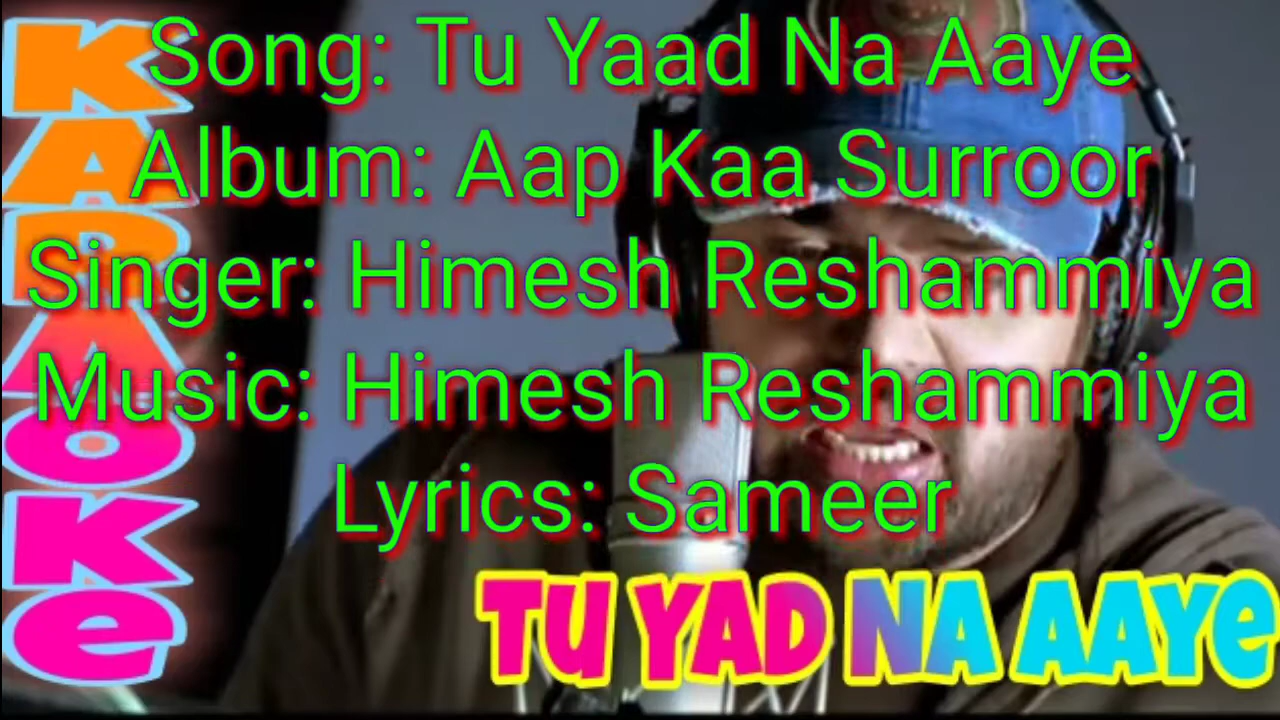 KARAOKE
Song: Tu Yaad Na Aaye
Album: Aap Kaa Surroor
Singer: Himesh Reshammiya
Music: Himesh Reshammiya
Lyrics: Sameer
TU YAD NA AAYe